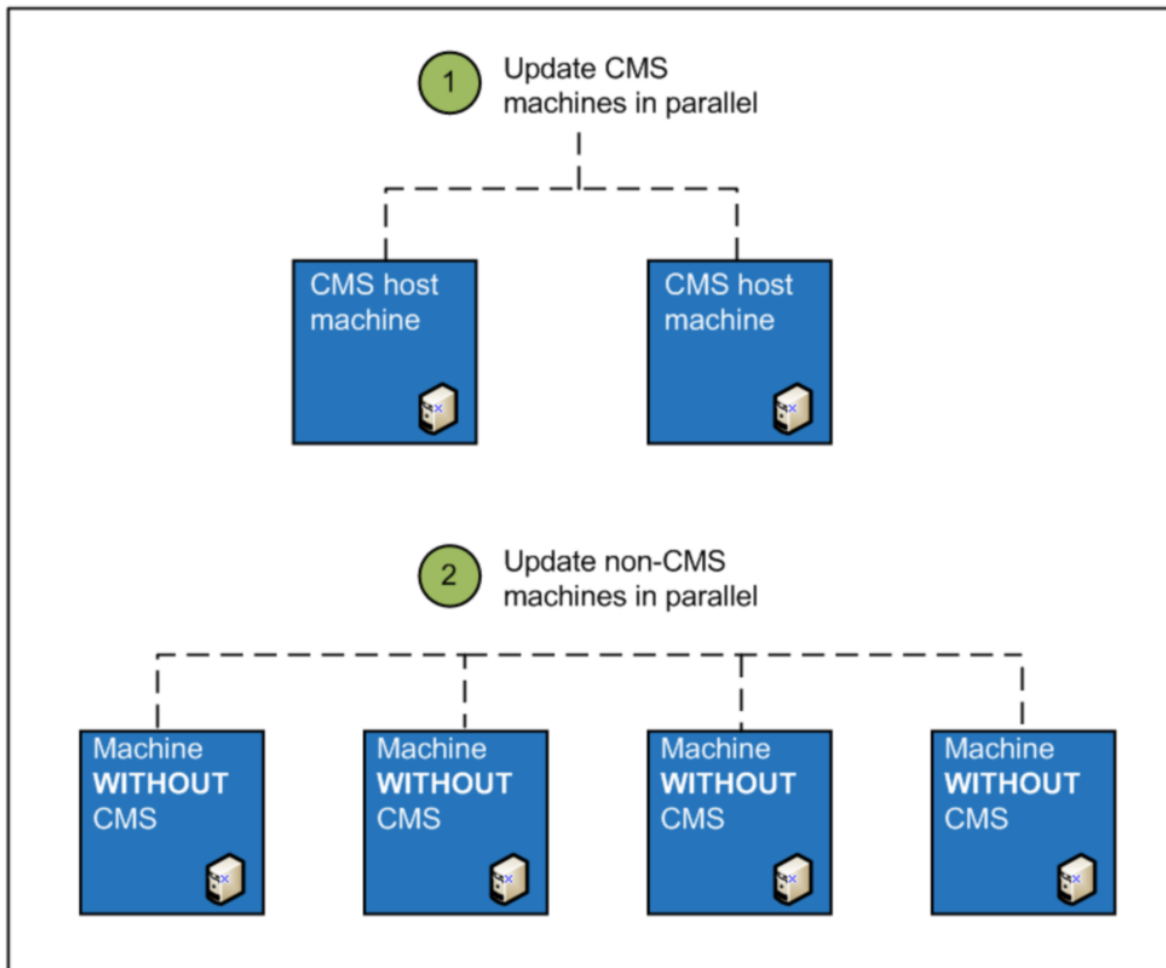 1
Update CMS
machines in parallel
CMS host
machine
CMS host
machine
2
Update non-CMS
machines in parallel
Machine
WITHOUT
CMS
Machine
WITHOUT
CMS
Machine
WITHOUT
CMS
Machine
WITHOUT
CMS